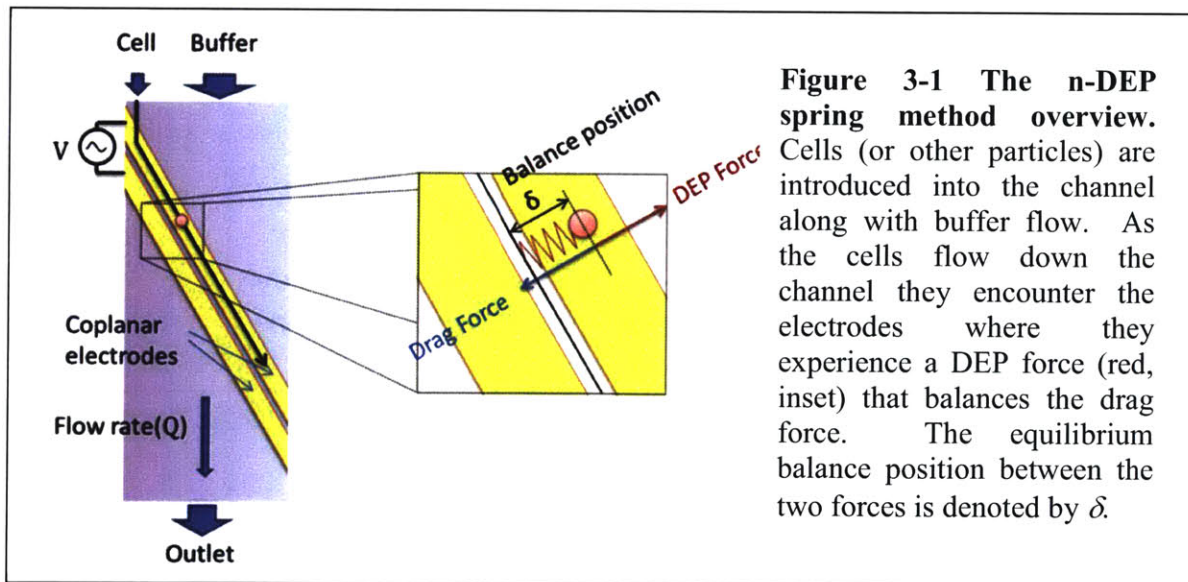 Cell Buffer
V
Coplanar
electrodes
Flow rate(Q)
Outlet
Balance position
δ
DEP Force
Drag Force
Figure 3-1 The n-DEP
spring method overview.
Cells (or other particles) are
introduced into the channel
along with buffer flow. As
the cells flow down the
channel they encounter the
electrodes where they
experience a DEP force (red,
inset) that balances the drag
force. The equilibrium
balance position between the
two forces is denoted by δ.